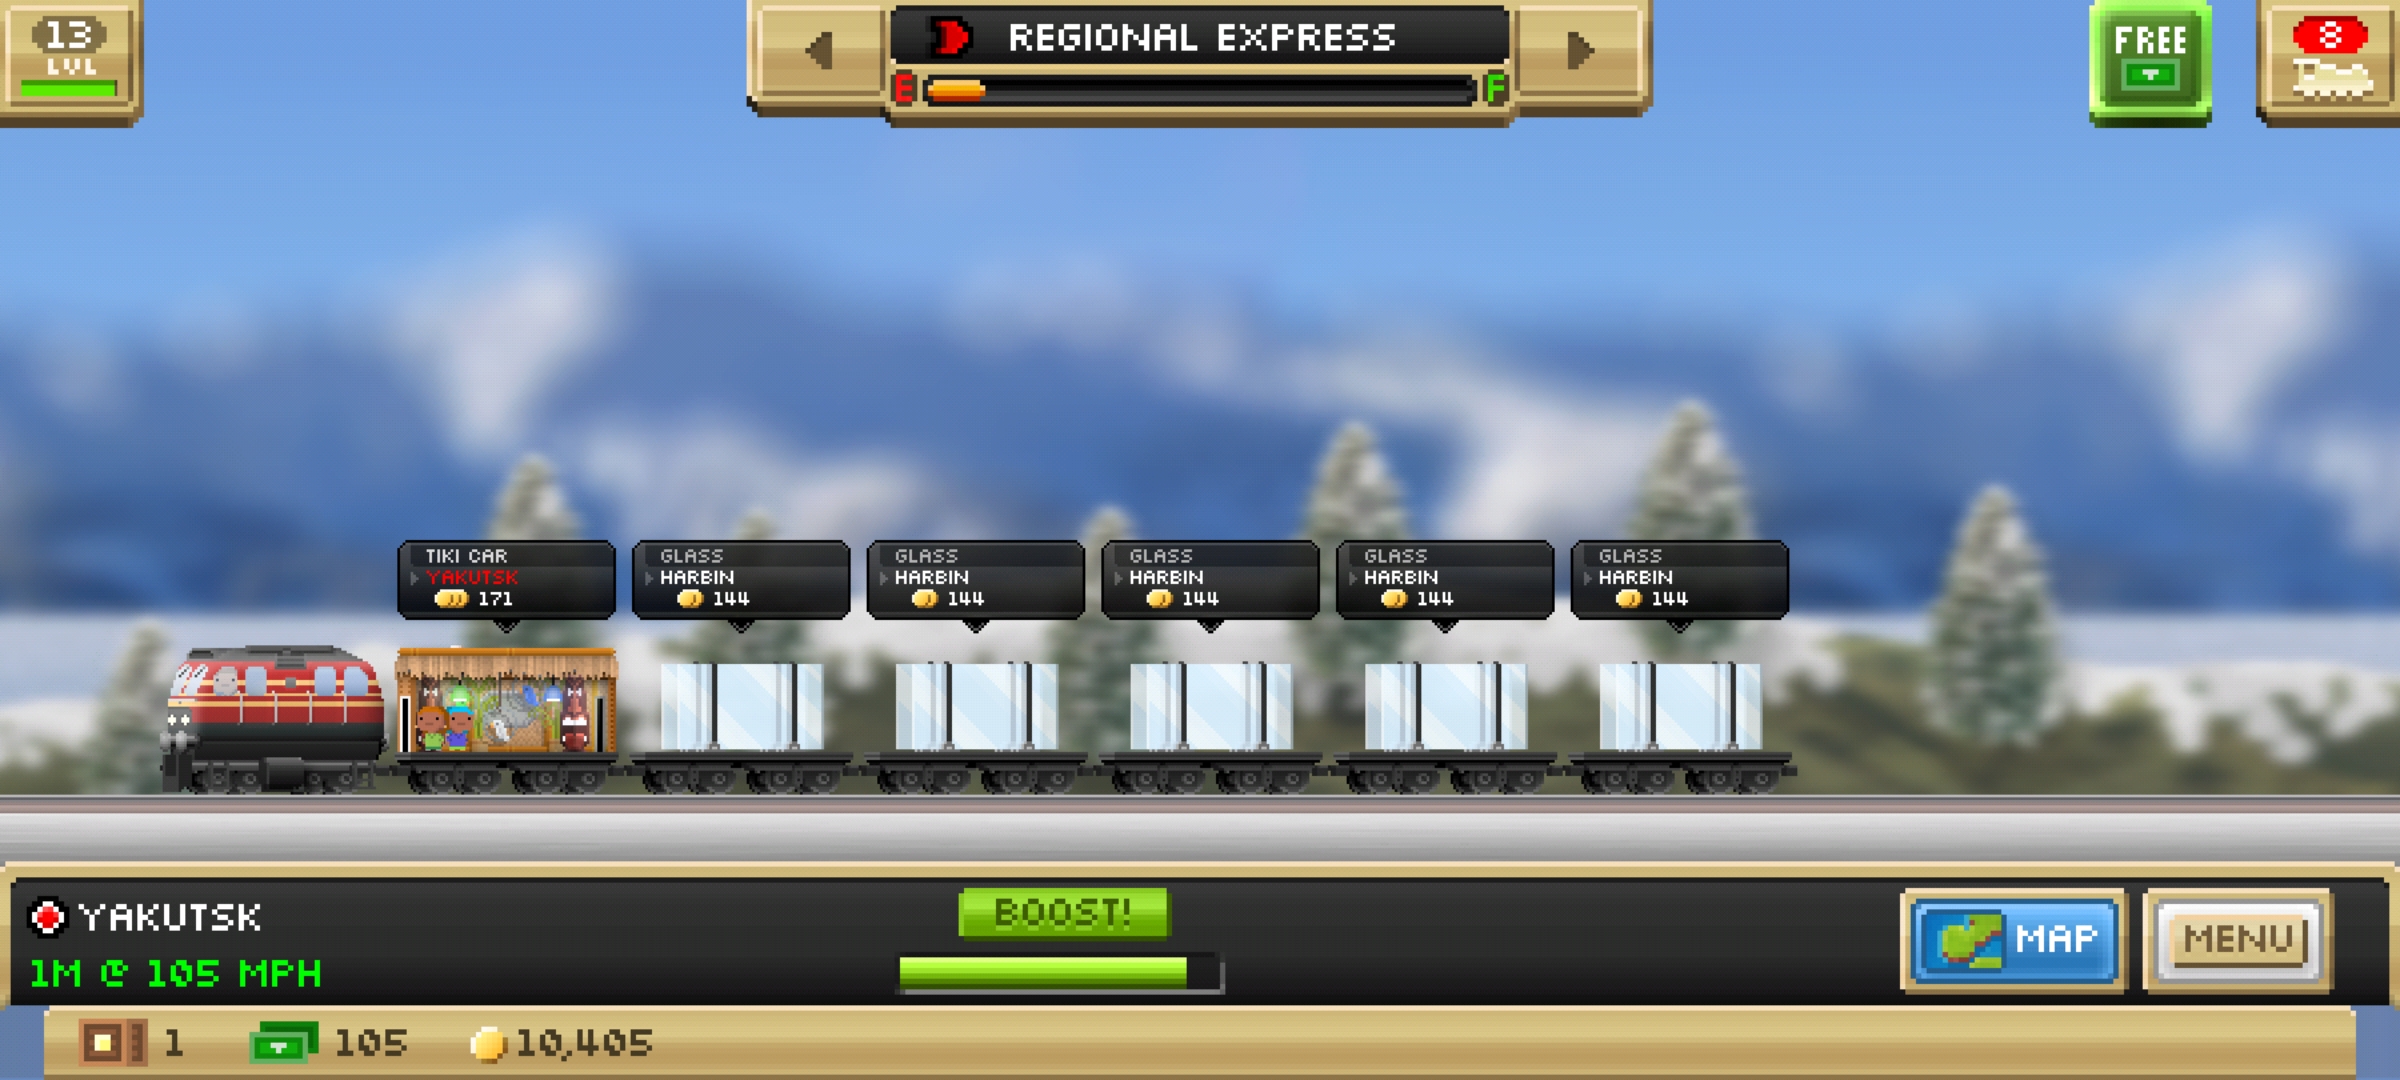 13
LVL
REGIONAL EXPRESS
E F
FREE
8
TIKI CAR
YAKUTSK
171
GLASS
HARBIN
144
GLASS
HARBIN
144
GLASS
HARBIN
144
GLASS
HARBIN
144
GLASS
HARBIN
144
YAKUTSK
1M @ 105 MPH
BOOST!
MAP
MENU
1 105 10,405